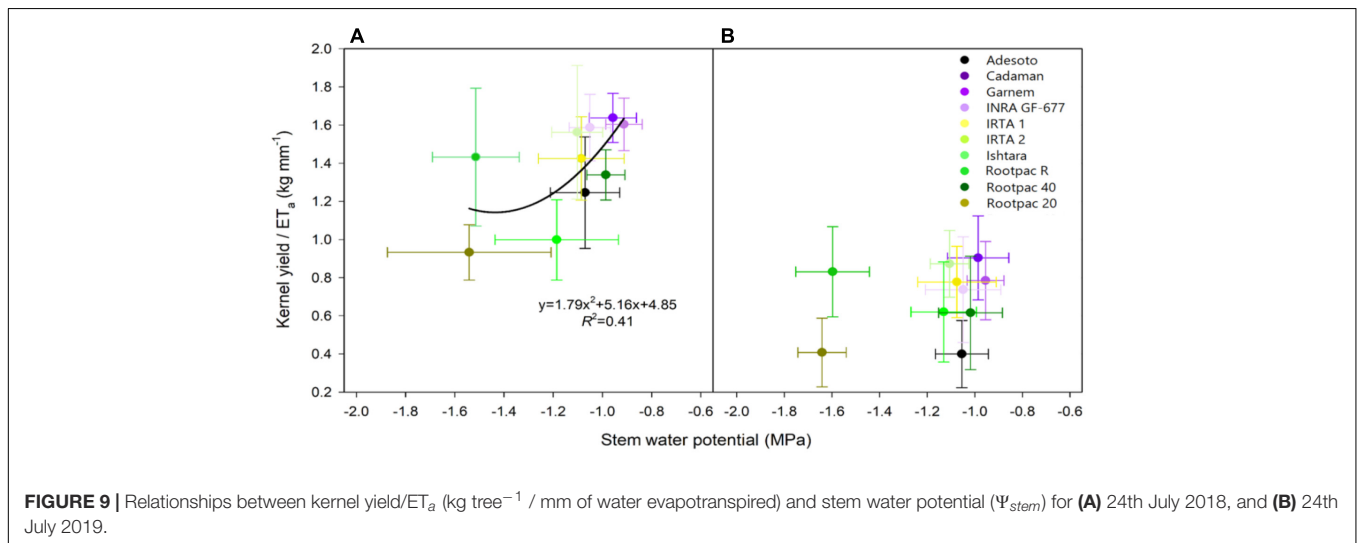 A
B
2.0
1.8
1.6
1.4
1.2
1.0
0.8
0.6
0.4
0.2
Kernel yield / ETa (kg mm⁻¹)
y=1.79x²+5.16x+4.85
R²=0.41
Adesoto
Cadaman
Garnem
INRA GF-677
IRTA 1
IRTA 2
Ishtara
Rootpac R
Rootpac 40
Rootpac 20
-2.0 -1.8 -1.6 -1.4 -1.2 -1.0 -0.8 -0.6 -2.0 -1.8 -1.6 -1.4 -1.2 -1.0 -0.8 -0.6
Stem water potential (MPa)
FIGURE 9 | Relationships between kernel yield/ETa (kg tree⁻¹ / mm of water evapotranspired) and stem water potential (Ψstem) for (A) 24th July 2018, and (B) 24th
July 2019.